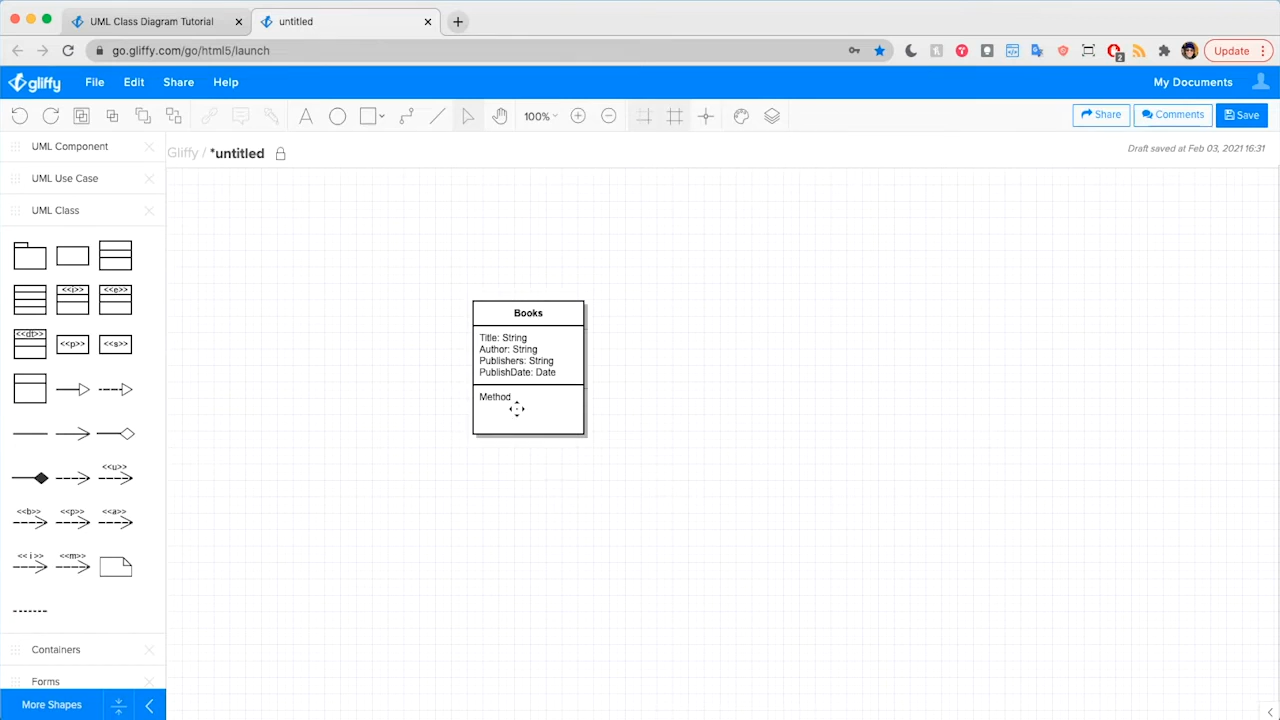 UML Class Diagram Tutorial
untitled
go.gliffy.com/go/html5/launch
2
Update
gliffy
File
Edit
Share
Help
My Documents
100%
Share
Comments
Save
UML Component
Gliffy / *untitled
Draft saved at Feb 03, 2021 16:31
UML Use Case
UML Class
<<i>>
<<e>>
<<dt>>
<<p>>
<<s>>
<<u>>
<<b>>
<<p>>
<<a>>
<<i>>
<<m>>
Containers
Forms
More Shapes
Books
Title: String
Author: String
Publishers: String
PublishDate: Date
Method